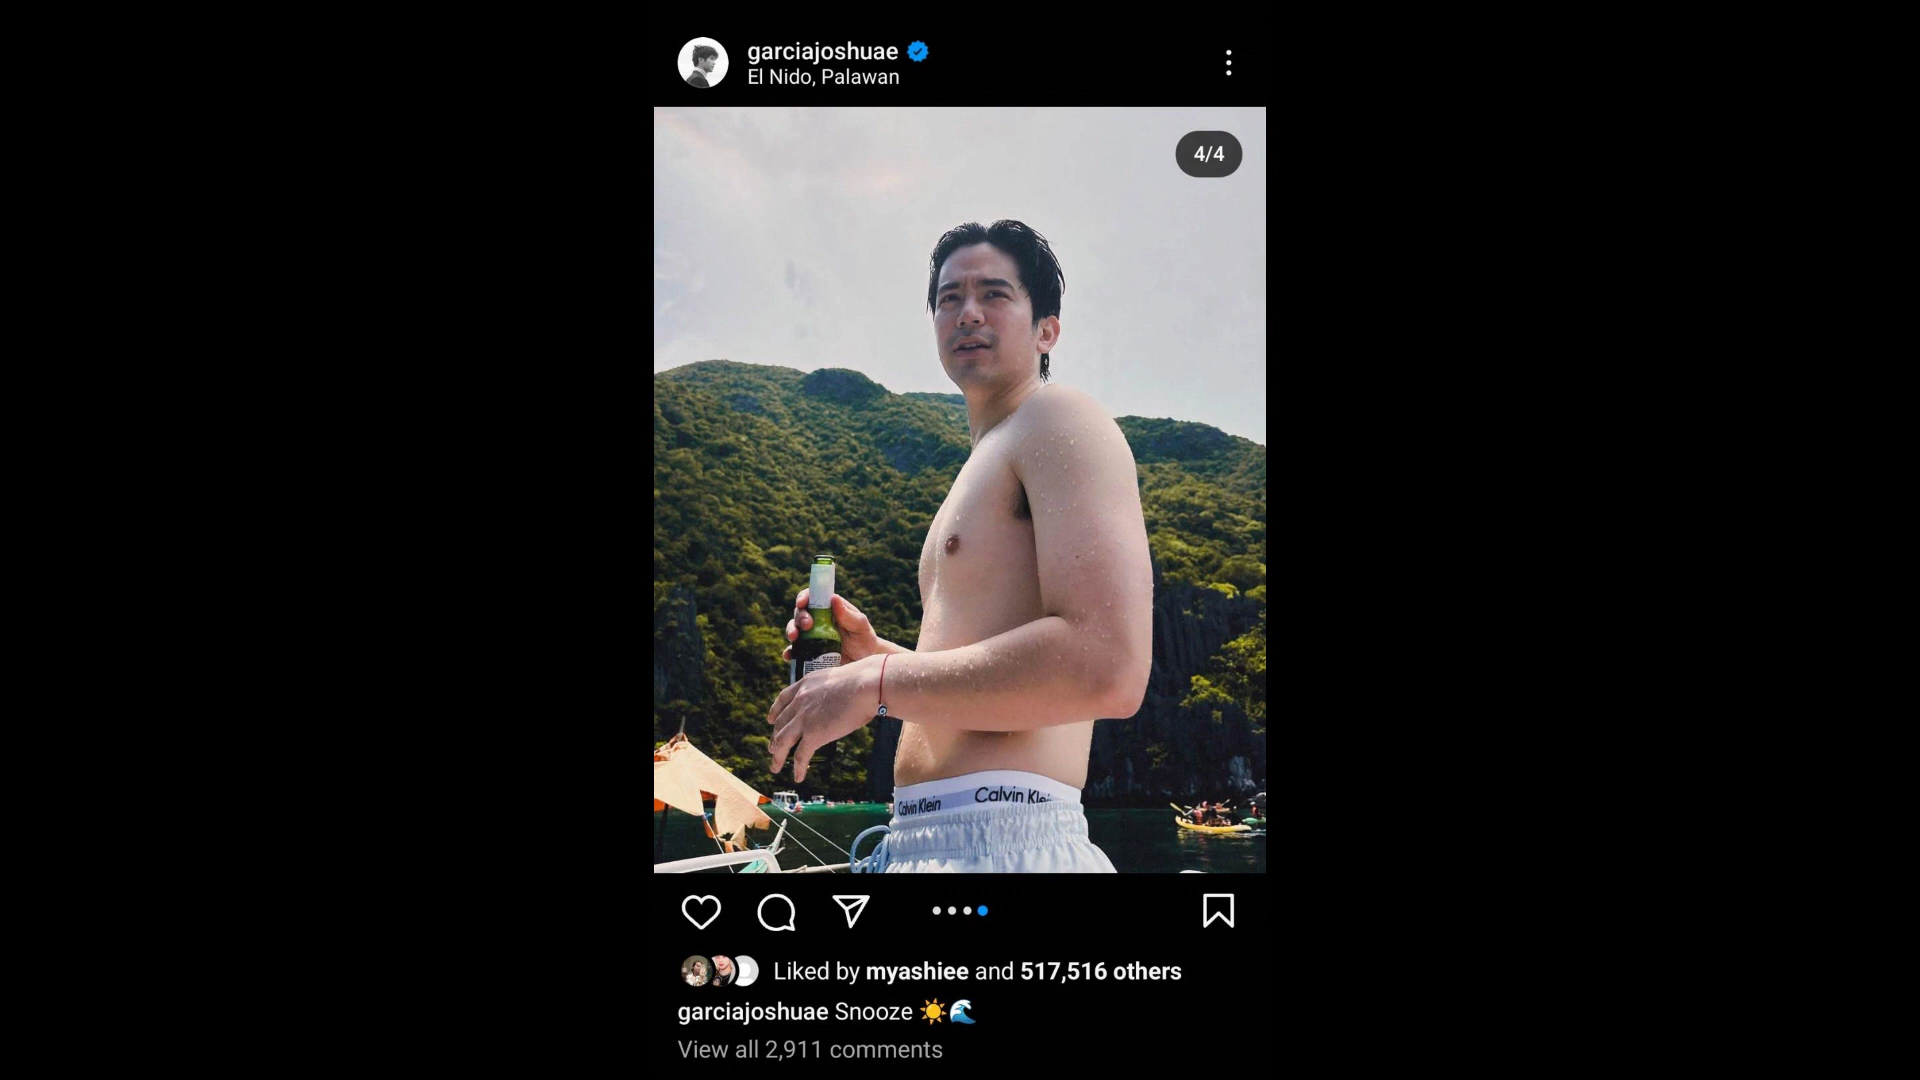 garciajoshuae
El Nido, Palawan
4/4
Calvin Klein
Calvin Klein
Liked by myashiee and 517,516 others
garciajoshuae Snooze ☀️🌊
View all 2,911 comments